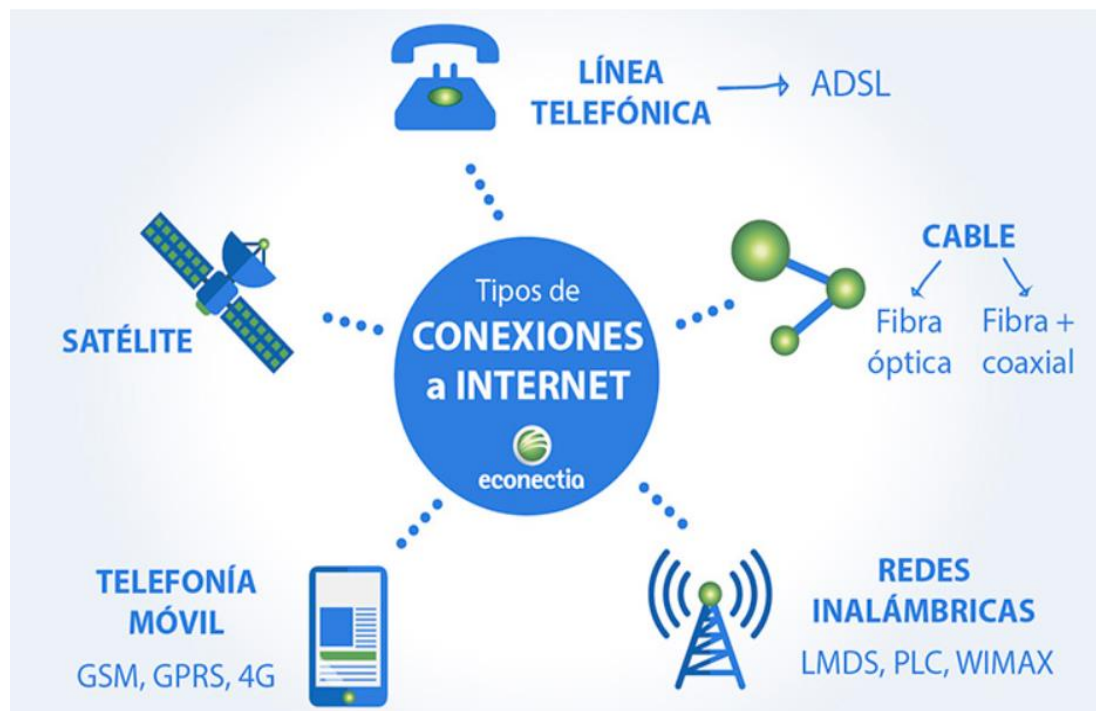 LÍNEA
TELEFÓNICA
ADSL
CABLE
Fibra
óptica
Fibra +
coaxial
SATÉLITE
Tipos de
CONEXIONES
a INTERNET
econectia
TELEFONÍA
MÓVIL
GSM, GPRS, 4G
REDES
INALÁMBRICAS
LMDS, PLC, WIMAX